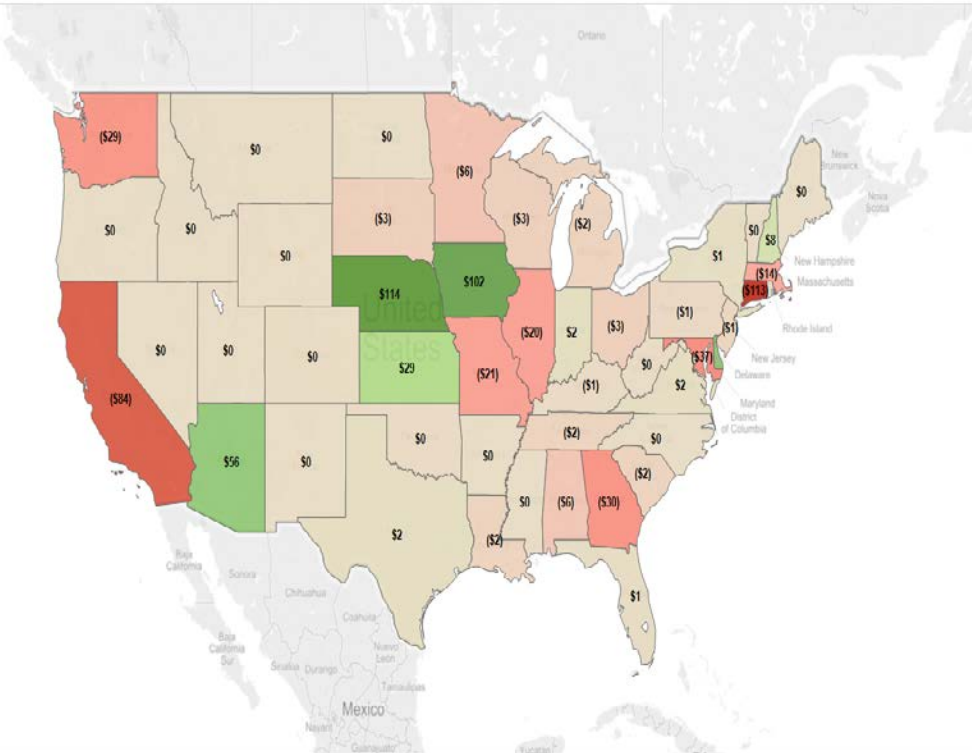 Ontario
($29)
$0
$0
($6)
New
Brunswick
Nova
Scotia
$0
$0
$0
($3)
($3)
($2)
$0
$8
$0
$1
New Hampshire
($14)
Massachusetts
$114
$102
($113)
United
States
Rhode Island
$0
$0
$0
$29
($21)
($20)
$2
($3)
($1)
($1)
New Jersey
$0
($37)
Delaware
Maryland
District
of Columbia
($84)
($1)
$2
$56
$0
$0
$0
($2)
$0
($2)
$2
($2)
$0
($6)
($30)
Baja
California
Sonora
Chihuahua
Coahuila
$1
Baja
California
Sur
Sinaloa
Durango
Nuevo
León
Tamaulipas
Mexico
Nayarit
Guanajuato
Yucatán